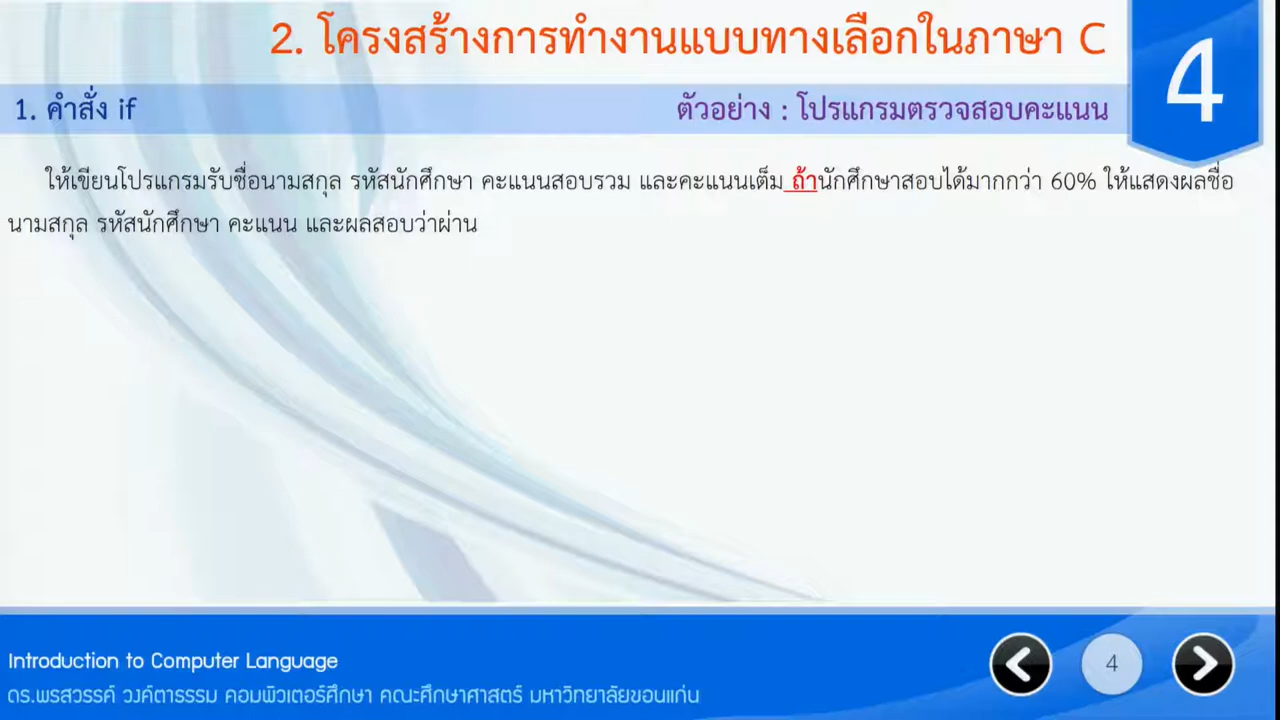 2. โครงสร้างการทำงานแบบทางเลือกในภาษา C
4
1. คำสั่ง if
ตัวอย่าง : โปรแกรมตรวจสอบคะแนน
ให้เขียนโปรแกรมรับชื่อนามสกุล รหัสนักศึกษา คะแนนสอบรวม และคะแนนเต็ม ถ้านักศึกษาสอบได้มากกว่า 60% ให้แสดงผลชื่อ
นามสกุล รหัสนักศึกษา คะแนน และผลสอบว่าผ่าน
Introduction to Computer Language
4
ดร.พรสวรรค์ วงค์ตาธรรม คอมพิวเตอร์ศึกษา คณะศึกษาศาสตร์ มหาวิทยาลัยขอนแก่น